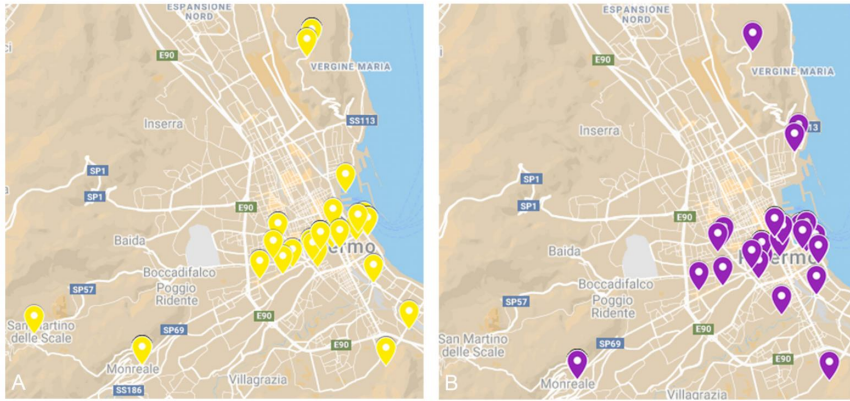 ESPANSIONE
NORD
E90
VERGINE MARIA
SS113
Inserra
SP1
SP1
E90
Baida
Boccadifalco
Poggio
Ridente
SP57
San Martino
delle Scale
E90
SP69
E90
Monreale
Villagrazia
SS186
A
ESPANSIONE
NORD
E90
VERGINE MARIA
Inserra
SP1
SP1
E90
Baida
Boccadifalco
Poggio
Ridente
SP57
San Martino
delle Scale
E90
SP69
E90
Monreale
Villagrazia
B